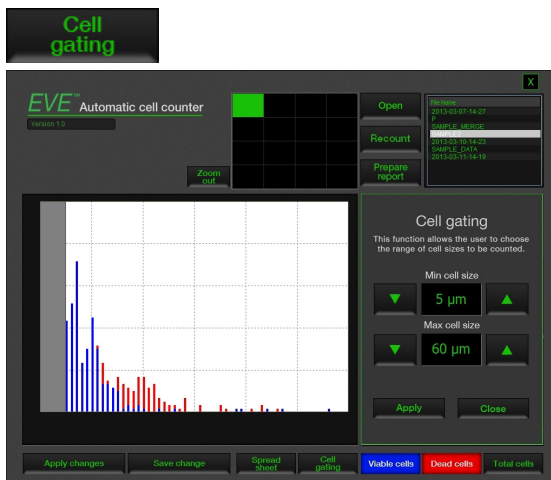 Cell
gating
X
EVE™ Automatic cell counter
Version 1.0
Zoom
out
Open
Recount
Prepare
report
File Name
2013-03-07-14-27
P
SAMPLE_MERGE
SAMPLE2
2013-03-10-14-23
SAMPLE_DATA
2013-03-11-14-19
Cell gating
This function allows the user to choose
the range of cell sizes to be counted.
Min cell size
▼ 5 μm ▲
Max cell size
▼ 60 μm ▲
Apply Close
Apply changes Save change
Spread
sheet
Cell
gating
Viable cells Dead cells Total cells